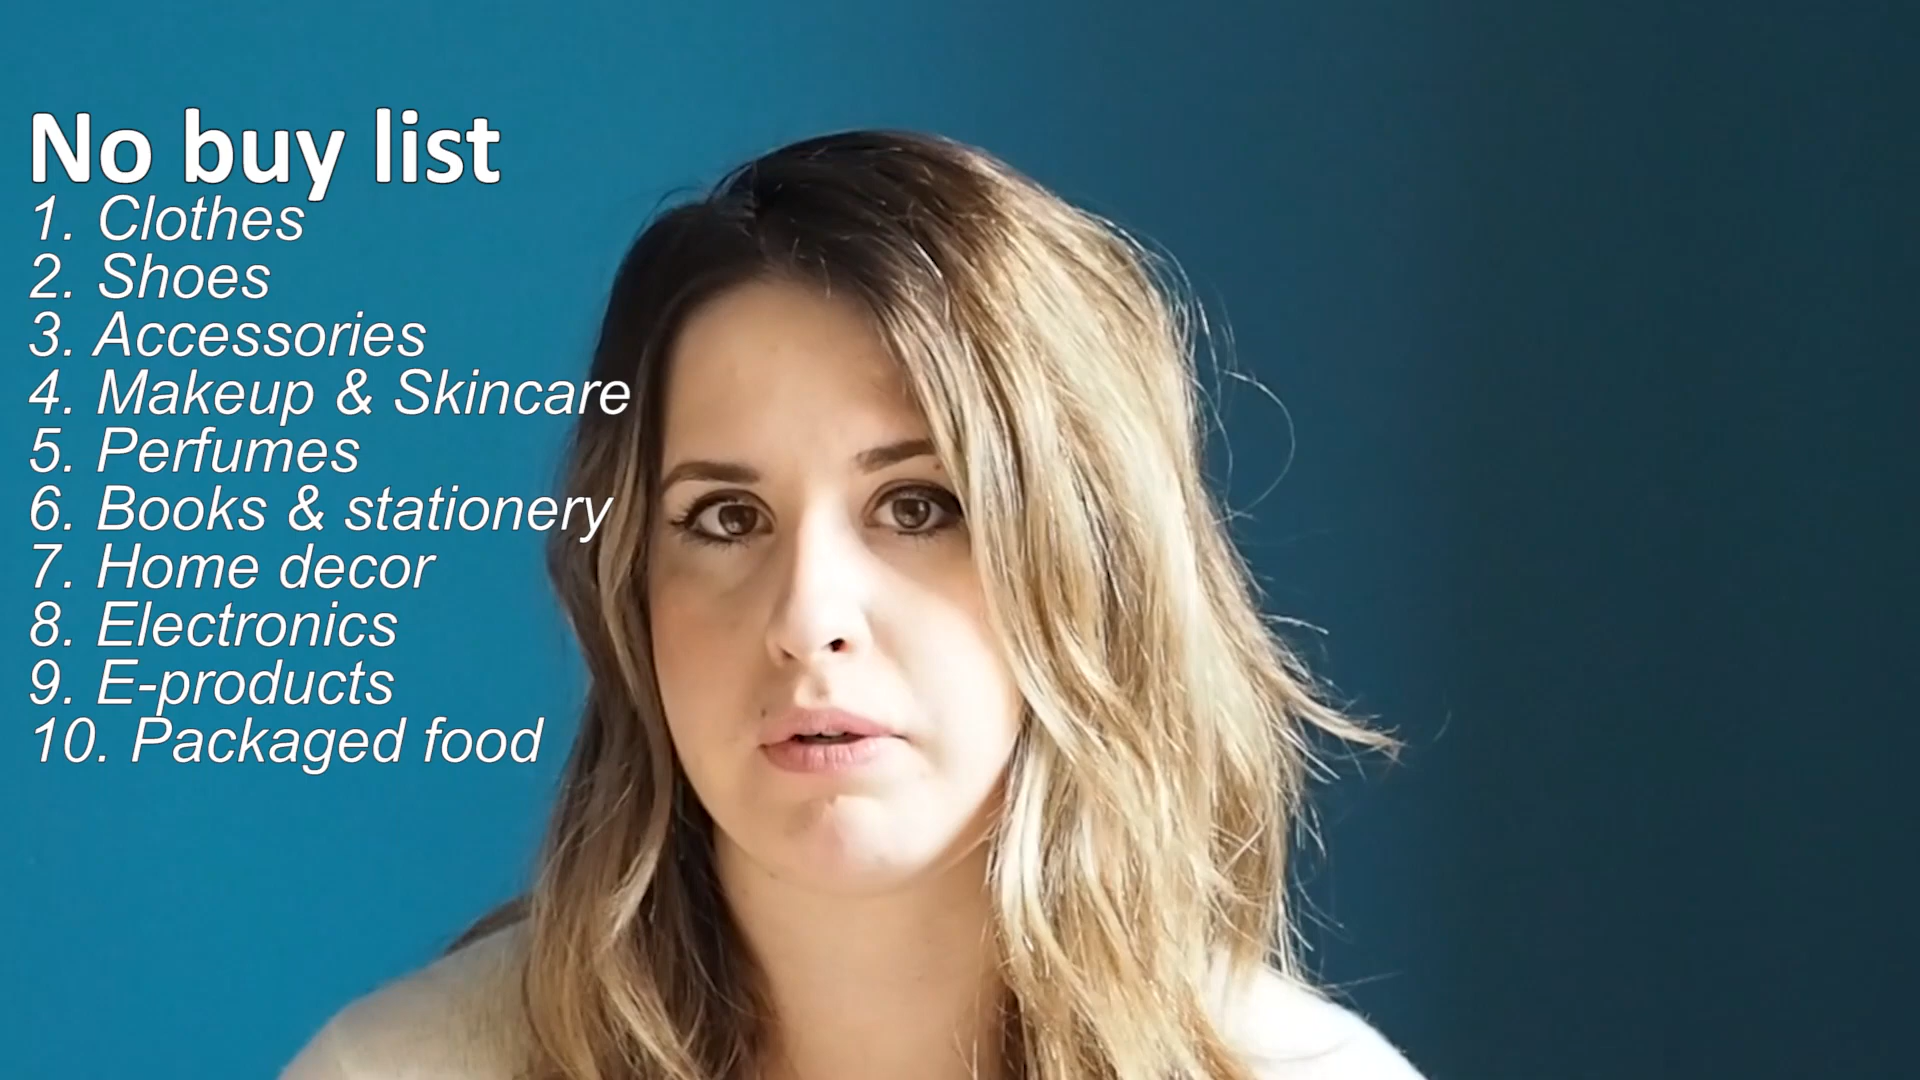 No buy list
1. Clothes
2. Shoes
3. Accessories
4. Makeup & Skincare
5. Perfumes
6. Books & stationery
7. Home decor
8. Electronics
9. E-products
10. Packaged food